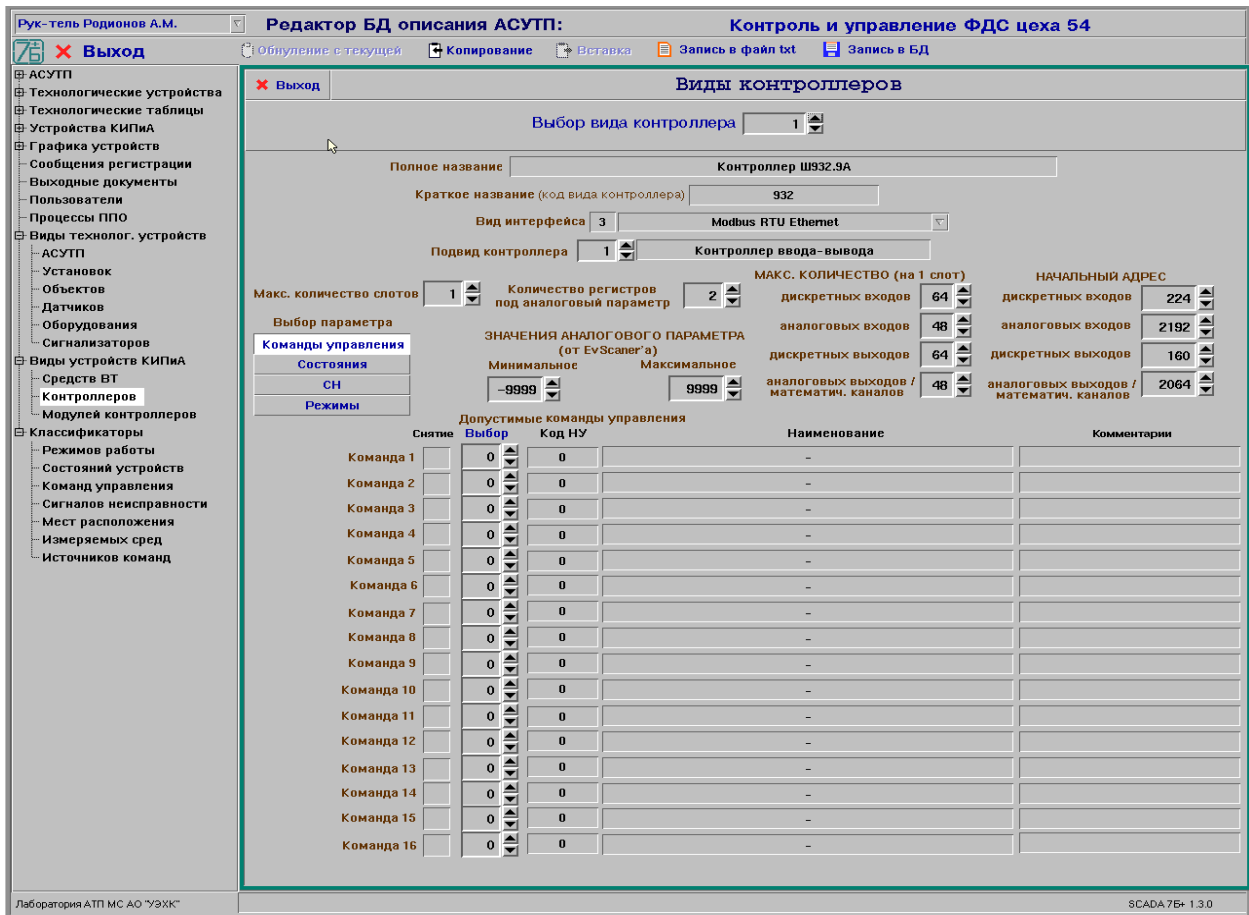 Рук-тель Родионов А.М.
Редактор БД описания АСУТП: Контроль и управление ФДС цеха 54
7Б Выход
Обнуление с текущей Копирование Вставка Запись в файл txt Запись в БД
АСУТП
Технологические устройства
Технологические таблицы
Устройства КИПиА
Графика устройств
Сообщения регистрации
Выходные документы
Пользователи
Процессы ППО
Виды технолог. устройств
АСУТП
Установок
Объектов
Датчиков
Оборудования
Сигнализаторов
Виды устройств КИПиА
Средств ВТ
Контроллеров
Модулей контроллеров
Классификаторы
Режимов работы
Состояний устройств
Команд управления
Сигналов неисправности
Мест расположения
Измеряемых сред
Источников команд
Выход
Виды контроллеров
Выбор вида контроллера 1
Полное название Контроллер Ш932.9А
Краткое название (код вида контроллера) 932
Вид интерфейса 3 Modbus RTU Ethernet
Подвид контроллера 1 Контроллер ввода-вывода
Макс. количество слотов 1
Количество регистров
под аналоговый параметр 2
МАКС. КОЛИЧЕСТВО (на 1 слот)
дискретных входов 64
аналоговых входов 48
дискретных выходов 64
аналоговых выходов /
математич. каналов 48
НАЧАЛЬНЫЙ АДРЕС
дискретных входов 224
аналоговых входов 2192
дискретных выходов 160
аналоговых выходов /
математич. каналов 2064
Выбор параметра
Команды управления
Состояния
СН
Режимы
ЗНАЧЕНИЯ АНАЛОГОВОГО ПАРАМЕТРА
(от EvScaner'а)
Минимальное Максимальное
-9999 9999
Допустимые команды управления
Снятие Выбор Код НУ Наименование Комментарии
Команда 1 0 0 -
Команда 2 0 0 -
Команда 3 0 0 -
Команда 4 0 0 -
Команда 5 0 0 -
Команда 6 0 0 -
Команда 7 0 0 -
Команда 8 0 0 -
Команда 9 0 0 -
Команда 10 0 0 -
Команда 11 0 0 -
Команда 12 0 0 -
Команда 13 0 0 -
Команда 14 0 0 -
Команда 15 0 0 -
Команда 16 0 0 -
Лаборатория АТП МС АО "УЭХК"
SCADA 7Б+ 1.3.0